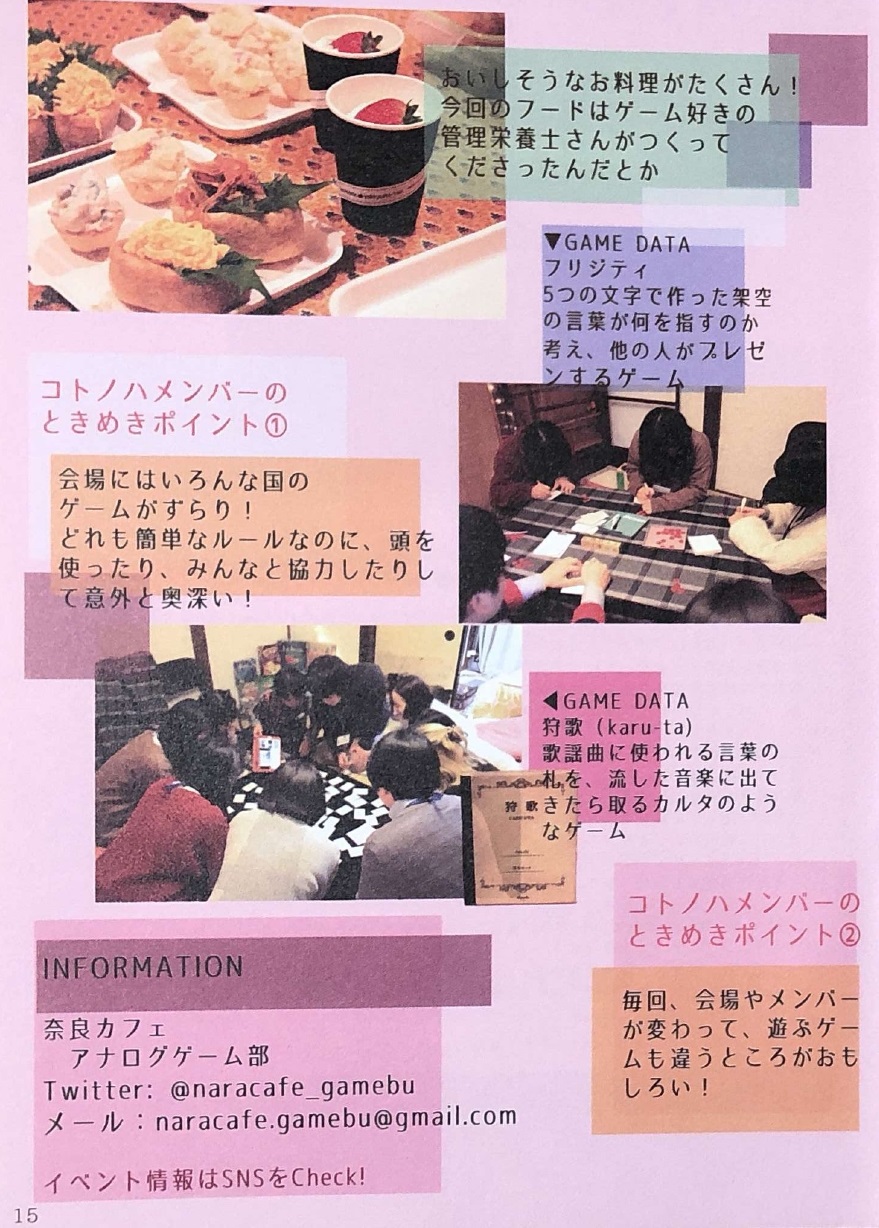 おいしそうなお料理がたくさん！
今回のフードはゲーム好きの
管理栄養士さんがつくって
くださったんだとか
▼GAME DATA
フリジティ
5つの文字で作った架空
の言葉が何を指すのか
考え、他の人がプレゼ
ンするゲーム
コトノハメンバーの
ときめきポイント①
会場にはいろんな国の
ゲームがずらり！
どれも簡単なルールなのに、頭を
使ったり、みんなと協力したりし
て意外と奥深い！
◀GAME DATA
狩歌（karu-ta)
歌謡曲に使われる言葉の
札を、流した音楽に出て
きたら取るカルタのよう
なゲーム
狩歌
コトノハメンバーの
ときめきポイント②
毎回、会場やメンバー
が変わって、遊ぶゲー
ムも違うところがおも
しろい！
INFORMATION
奈良カフェ
アナログゲーム部
Twitter: @naracafe_gamebu
メール：naracafe.gamebu@gmail.com
イベント情報はSNSをCheck!
15